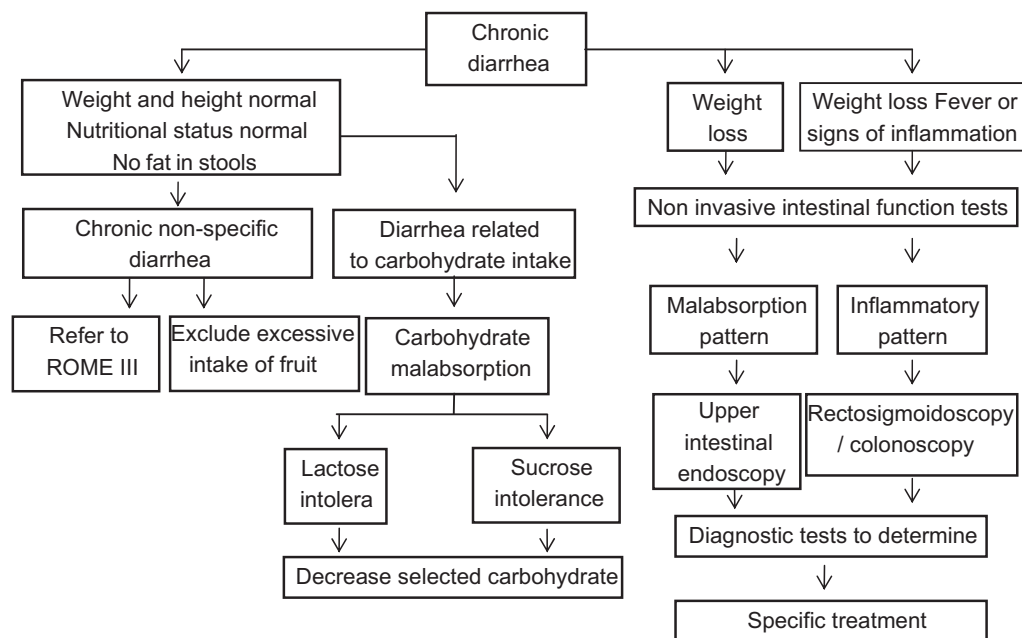 Chronic
diarrhea
Weight and height normal
Nutritional status normal
No fat in stools
Weight
loss
Weight loss Fever or
signs of inflammation
Non invasive intestinal function tests
Chronic non-specific
diarrhea
Diarrhea related
to carbohydrate intake
Refer to
ROME III
Exclude excessive
intake of fruit
Carbohydrate
malabsorption
Malabsorption
pattern
Inflammatory
pattern
Lactose
intolera
Sucrose
intolerance
Upper
intestinal
endoscopy
Rectosigmoidoscopy
/ colonoscopy
Decrease selected carbohydrate
Diagnostic tests to determine
Specific treatment